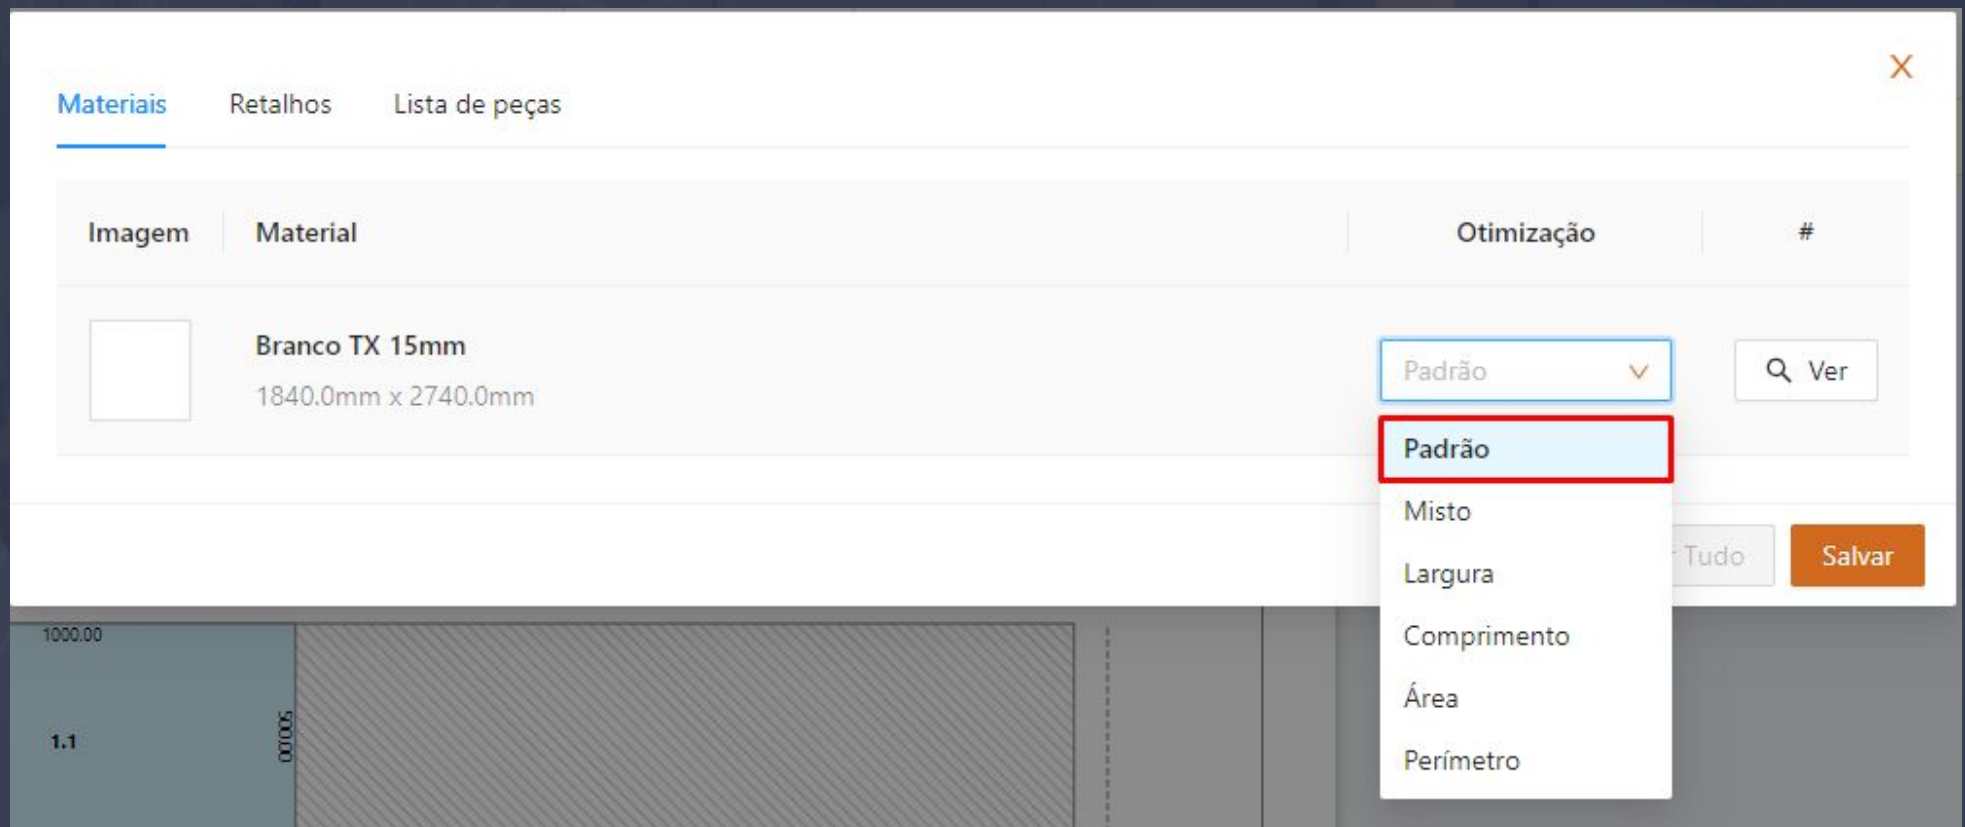 X
Materiais Retalhos Lista de peças
Imagem Material Otimização #
Branco TX 15mm
1840.0mm x 2740.0mm
Padrão
Ver
Padrão
Misto
Largura
Comprimento
Área
Perímetro
Tudo
Salvar
1000.00
500.00
1.1